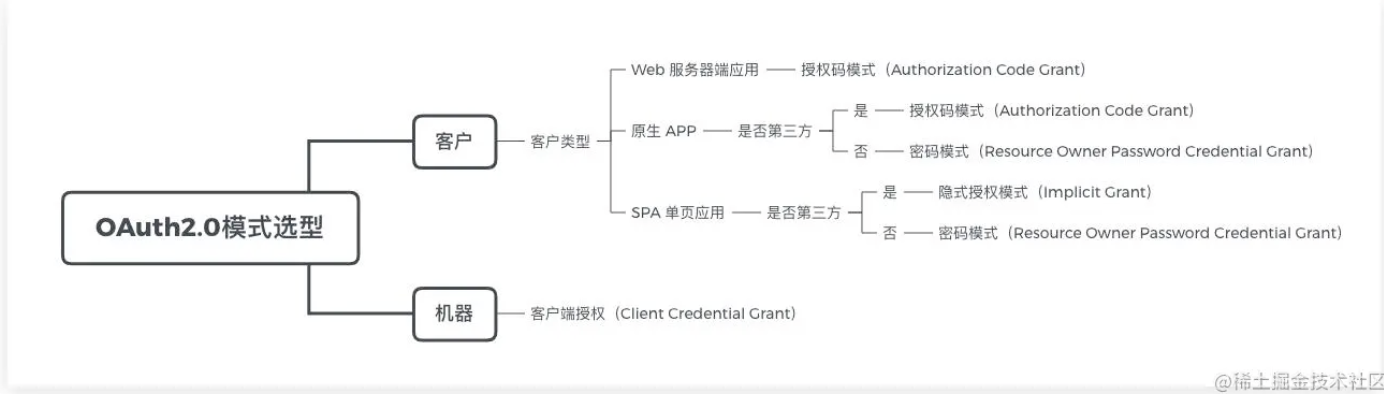 OAuth2.0模式选型
客户
客户类型
Web 服务器端应用
授权码模式（Authorization Code Grant）
原生 APP
是否第三方
是
授权码模式（Authorization Code Grant）
否
密码模式（Resource Owner Password Credential Grant）
SPA 单页应用
是否第三方
是
隐式授权模式（Implicit Grant）
否
密码模式（Resource Owner Password Credential Grant）
机器
客户端授权（Client Credential Grant）
@稀土掘金技术社区